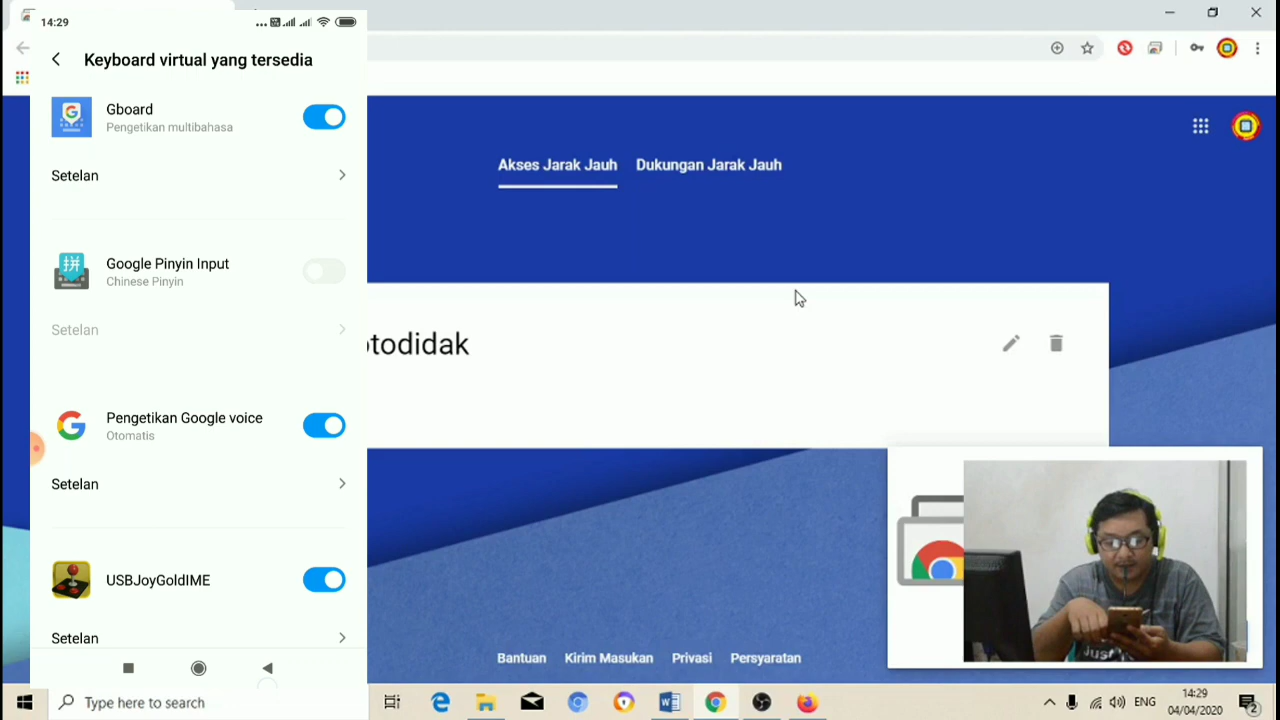 14:29
Keyboard virtual yang tersedia
Gboard
Pengetikan multibahasa
Setelan
拼
Google Pinyin Input
Chinese Pinyin
Setelan
Pengetikan Google voice
Otomatis
Setelan
USBJoyGoldIME
Setelan
Akses Jarak Jauh Dukungan Jarak Jauh
otodidak
Bantuan Kirim Masukan Privasi Persyaratan
Type here to search
ENG
14:29
04/04/2020
2